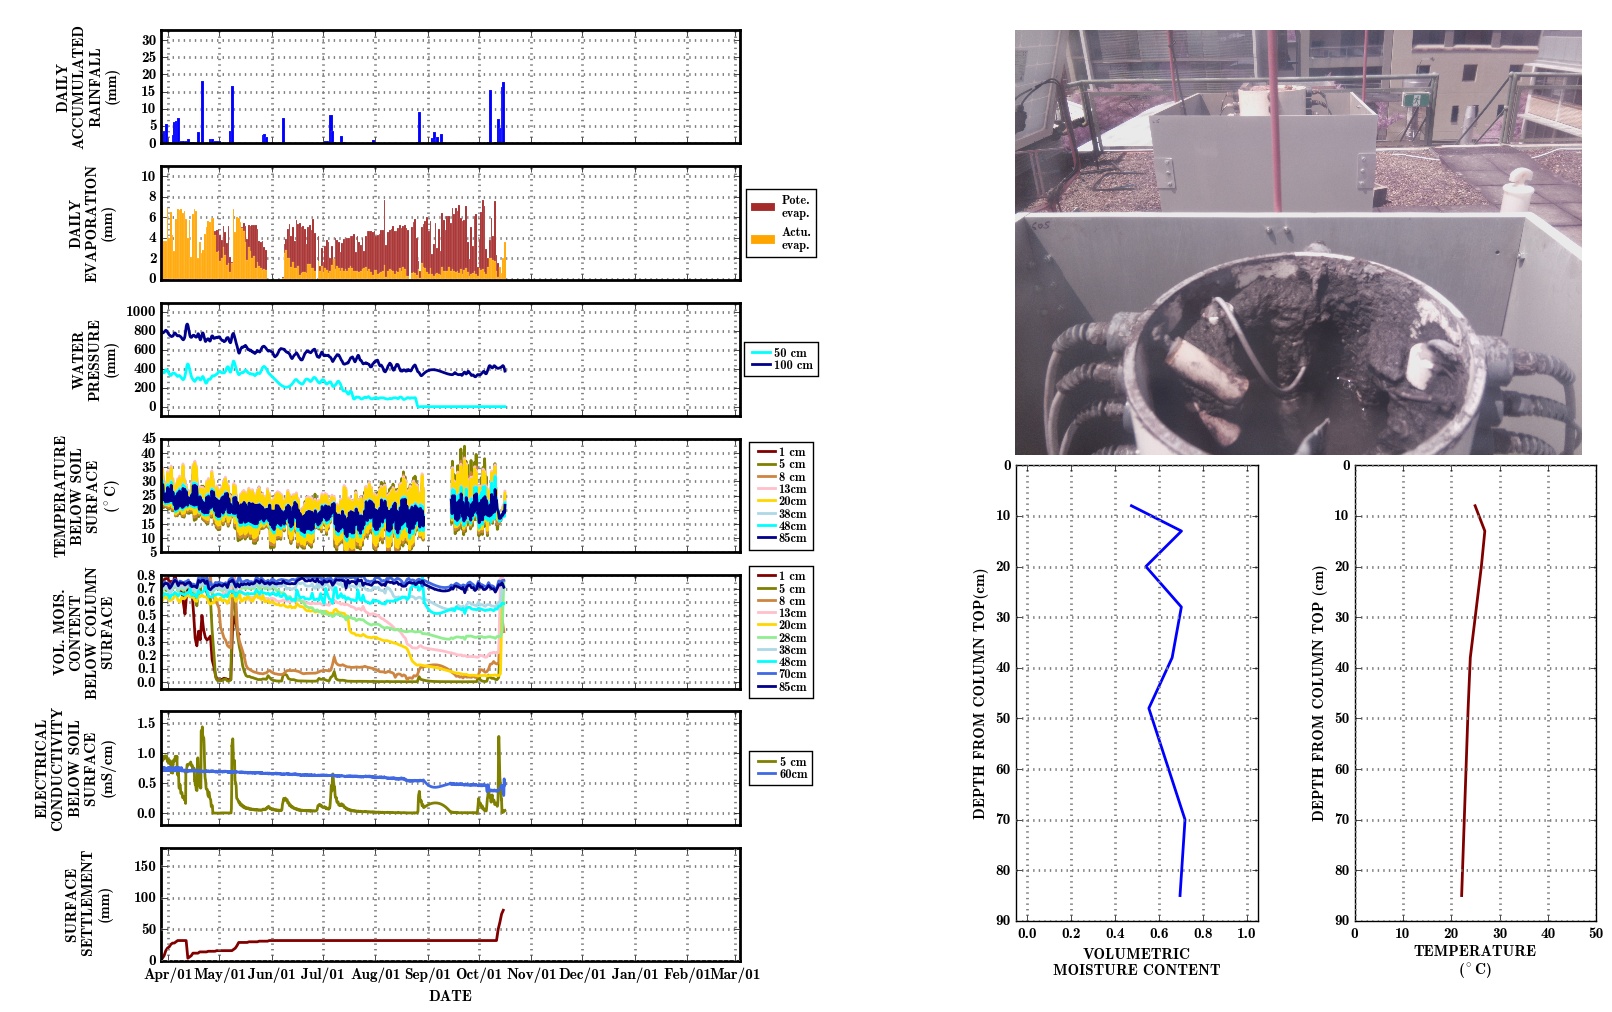 DAILY
ACCUMULATED
RAINFALL
(mm)
30
25
20
15
10
5
0
DAILY
EVAPORATION
(mm)
10
8
6
4
2
0
Pote.
evap.
Actu.
evap.
WATER
PRESSURE
(mm)
1000
800
600
400
200
0
50 cm
100 cm
TEMPERATURE
BELOW SOIL
SURFACE
(°C)
45
40
35
30
25
20
15
10
5
1 cm
5 cm
8 cm
13cm
20cm
38cm
48cm
85cm
VOL. MOIS.
CONTENT
BELOW COLUMN
SURFACE
0.8
0.7
0.6
0.5
0.4
0.3
0.2
0.1
0.0
1 cm
5 cm
8 cm
13cm
20cm
28cm
38cm
48cm
70cm
85cm
ELECTRICAL
CONDUCTIVITY
BELOW SOIL
SURFACE
(mS/cm)
1.5
1.0
0.5
0.0
5 cm
60cm
SURFACE
SETTLEMENT
(mm)
150
100
50
0
Apr/01 May/01 Jun/01 Jul/01 Aug/01 Sep/01 Oct/01 Nov/01 Dec/01 Jan/01 Feb/01 Mar/01
DATE
DEPTH FROM COLUMN TOP(cm)
0
10
20
30
40
50
60
70
80
90
0.0 0.2 0.4 0.6 0.8 1.0
VOLUMETRIC
MOISTURE CONTENT
DEPTH FROM COLUMN TOP (cm)
0
10
20
30
40
50
60
70
80
90
0 10 20 30 40 50
TEMPERATURE
(°C)